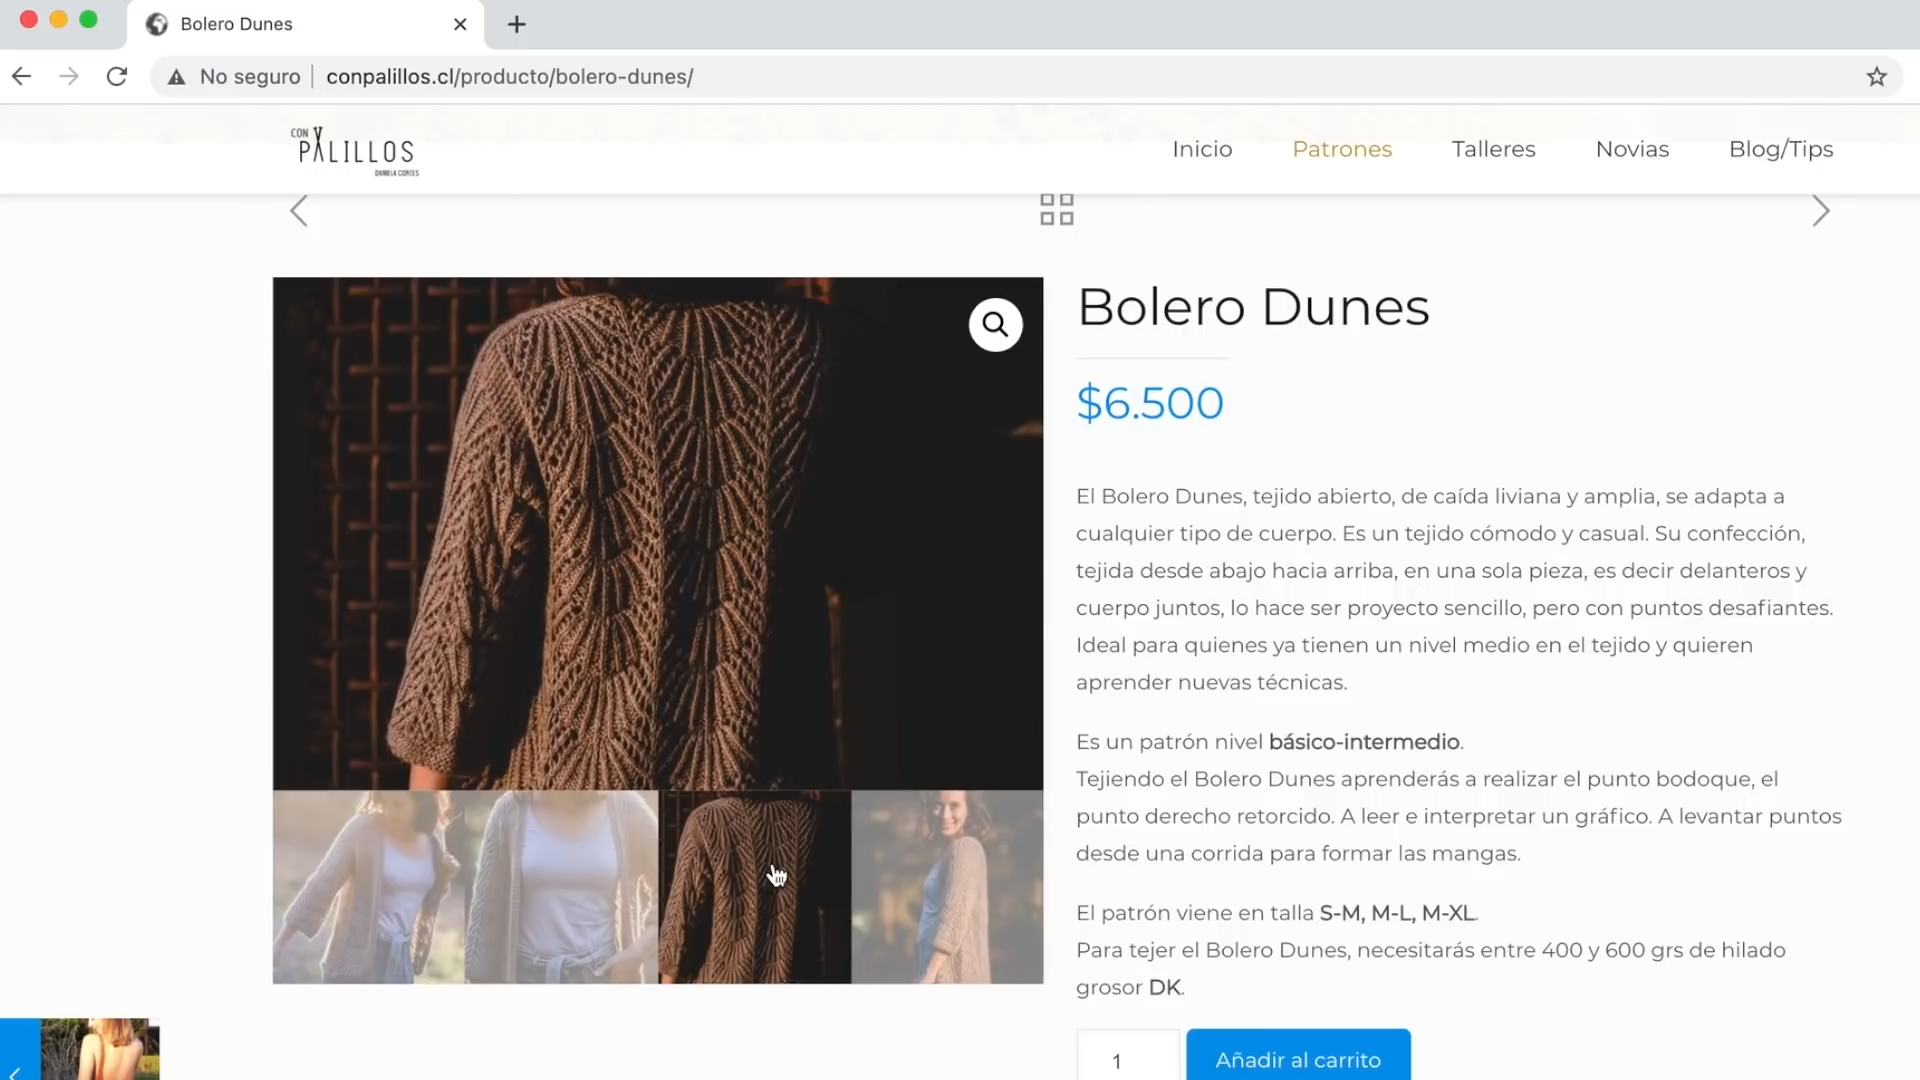 Bolero Dunes
No seguro
conpalillos.cl/producto/bolero-dunes/
CON
PALILLOS
DANIELA CORTES
Inicio
Patrones
Talleres
Novias
Blog/Tips
Bolero Dunes
$6.500
El Bolero Dunes, tejido abierto, de caída liviana y amplia, se adapta a
cualquier tipo de cuerpo. Es un tejido cómodo y casual. Su confección,
tejida desde abajo hacia arriba, en una sola pieza, es decir delanteros y
cuerpo juntos, lo hace ser proyecto sencillo, pero con puntos desafiantes.
Ideal para quienes ya tienen un nivel medio en el tejido y quieren
aprender nuevas técnicas.
Es un patrón nivel básico-intermedio.
Tejiendo el Bolero Dunes aprenderás a realizar el punto bodoque, el
punto derecho retorcido. A leer e interpretar un gráfico. A levantar puntos
desde una corrida para formar las mangas.
El patrón viene en talla S-M, M-L, M-XL.
Para tejer el Bolero Dunes, necesitarás entre 400 y 600 grs de hilado
grosor DK.
1
Añadir al carrito